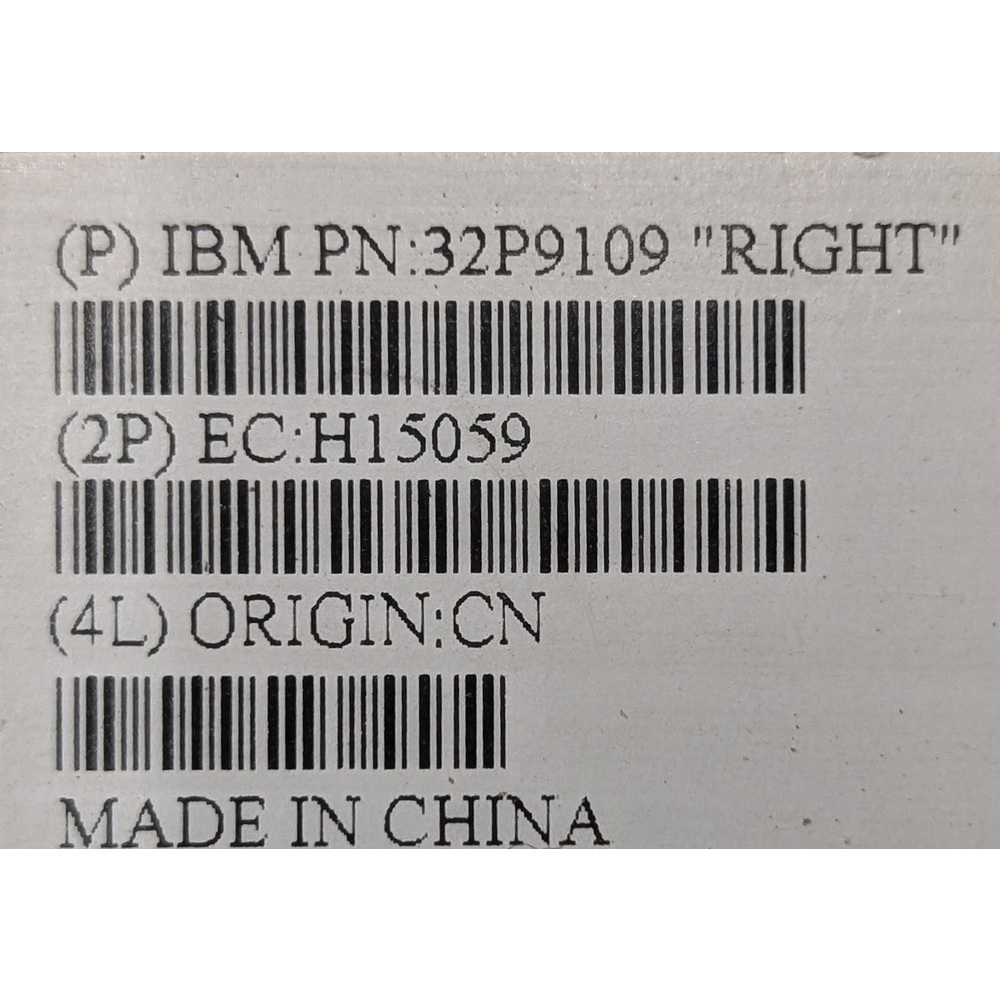 (P) IBM PN:32P9109 "RIGHT"
(2P) EC:H15059
(4L) ORIGIN:CN
MADE IN CHINA